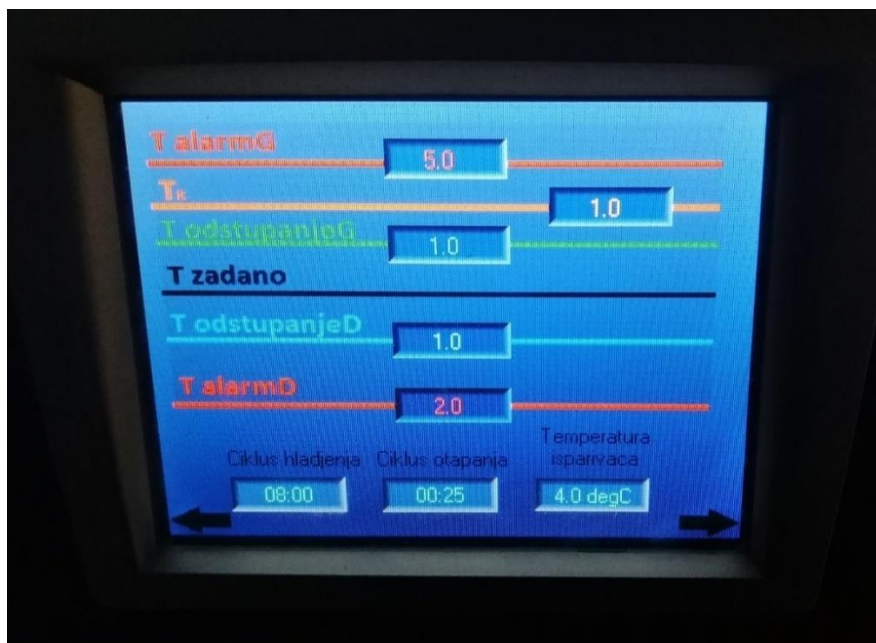 T alarmG
5.0
TR
1.0
T odstupanjeG
1.0
T zadano
T odstupanjeD
1.0
T alarmD
2.0
Ciklus hladjenja Ciklus otapanja Temperatura isparivaca
08:00 00:25 4.0 degC